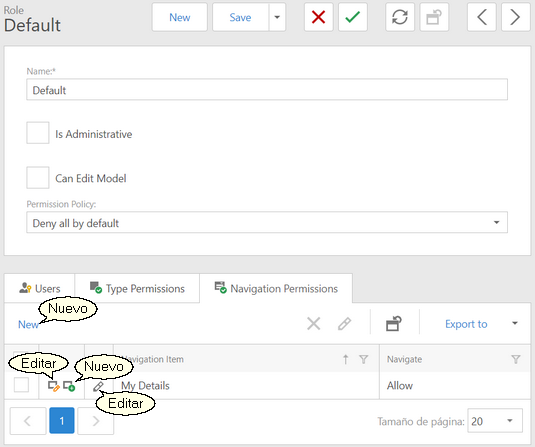 Role
Default
New
Save
Name:*
Default
Is Administrative
Can Edit Model
Permission Policy:
Deny all by default
Users
Type Permissions
Navigation Permissions
Nuevo
New
Export to
Editar
Nuevo
Navigation Item
Navigate
My Details
Allow
Editar
1
Tamaño de página:
20